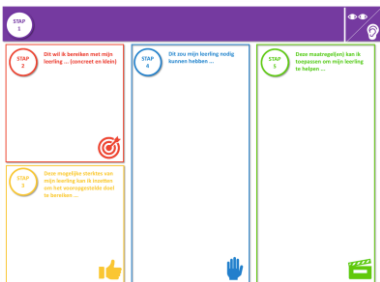 STAP
1
STAP
2
Dit wil ik bereiken met mijn
leerling ... (concreet en klein)
STAP
3
Deze mogelijke sterktes van
mijn leerling kan ik inzetten
om het vooropgestelde doel
te bereiken ...
STAP
4
Dit zou mijn leerling nodig
kunnen hebben ...
STAP
5
Deze maatregel(en) kan ik
toepassen om mijn leerling
te helpen ...